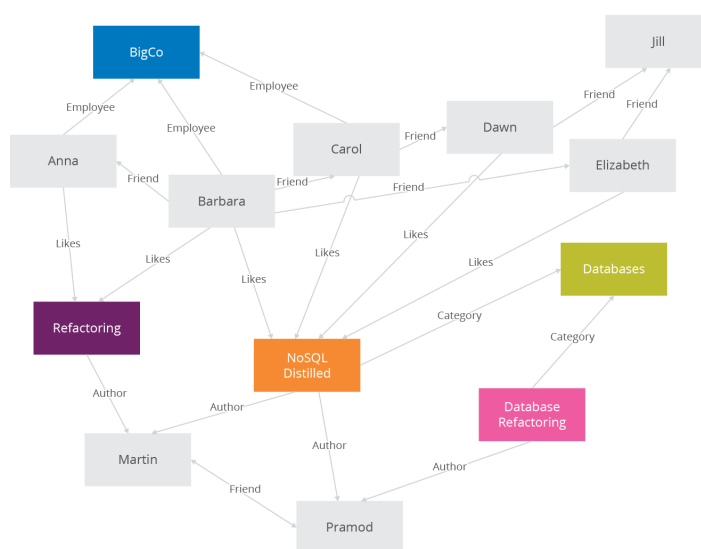 Jill
BigCo
Employee
Friend
Friend
Employee
Dawn
Employee
Carol
Friend
Anna
Elizabeth
Friend
Friend
Friend
Barbara
Likes
Likes
Likes
Likes
Likes
Likes
Databases
Refactoring
Category
Category
NoSQL
Distilled
Author
Author
Database
Refactoring
Author
Martin
Author
Friend
Pramod